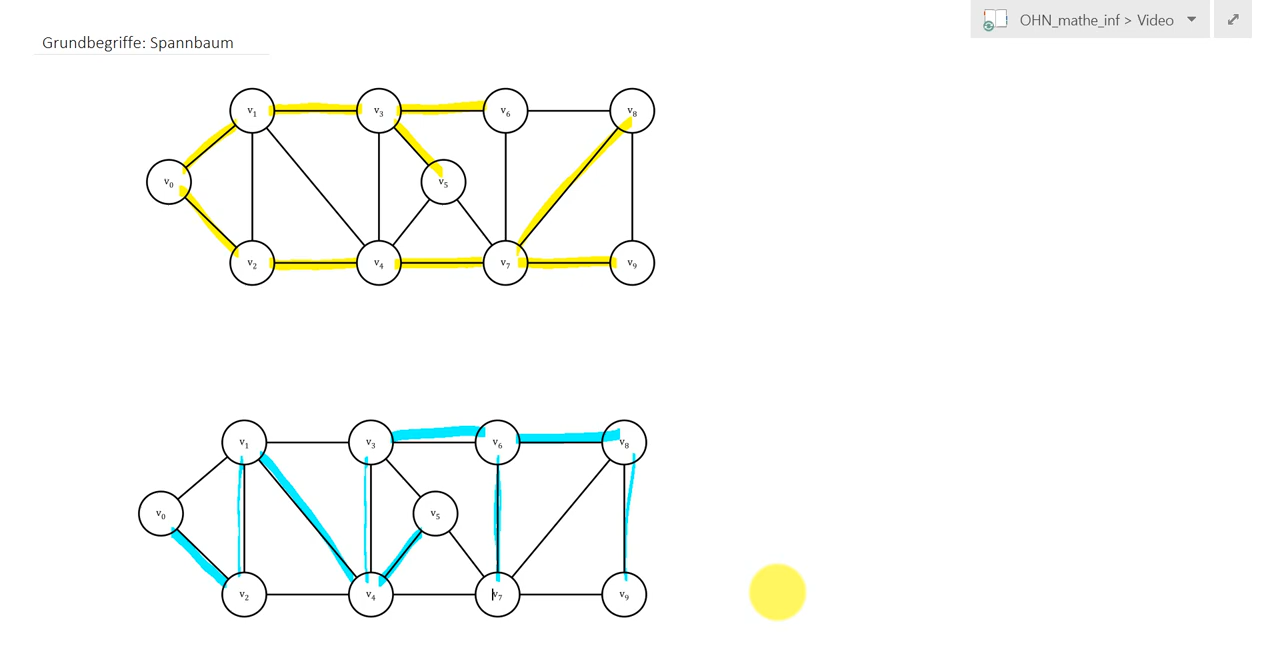 OHN_mathe_inf > Video
Grundbegriffe: Spannbaum
v₁ v₃ v₆ v₈
v₀ v₅
v₂ v₄ v₇ v₉
v₁ v₃ v₆ v₈
v₀ v₅
v₂ v₄ v₇ v₉